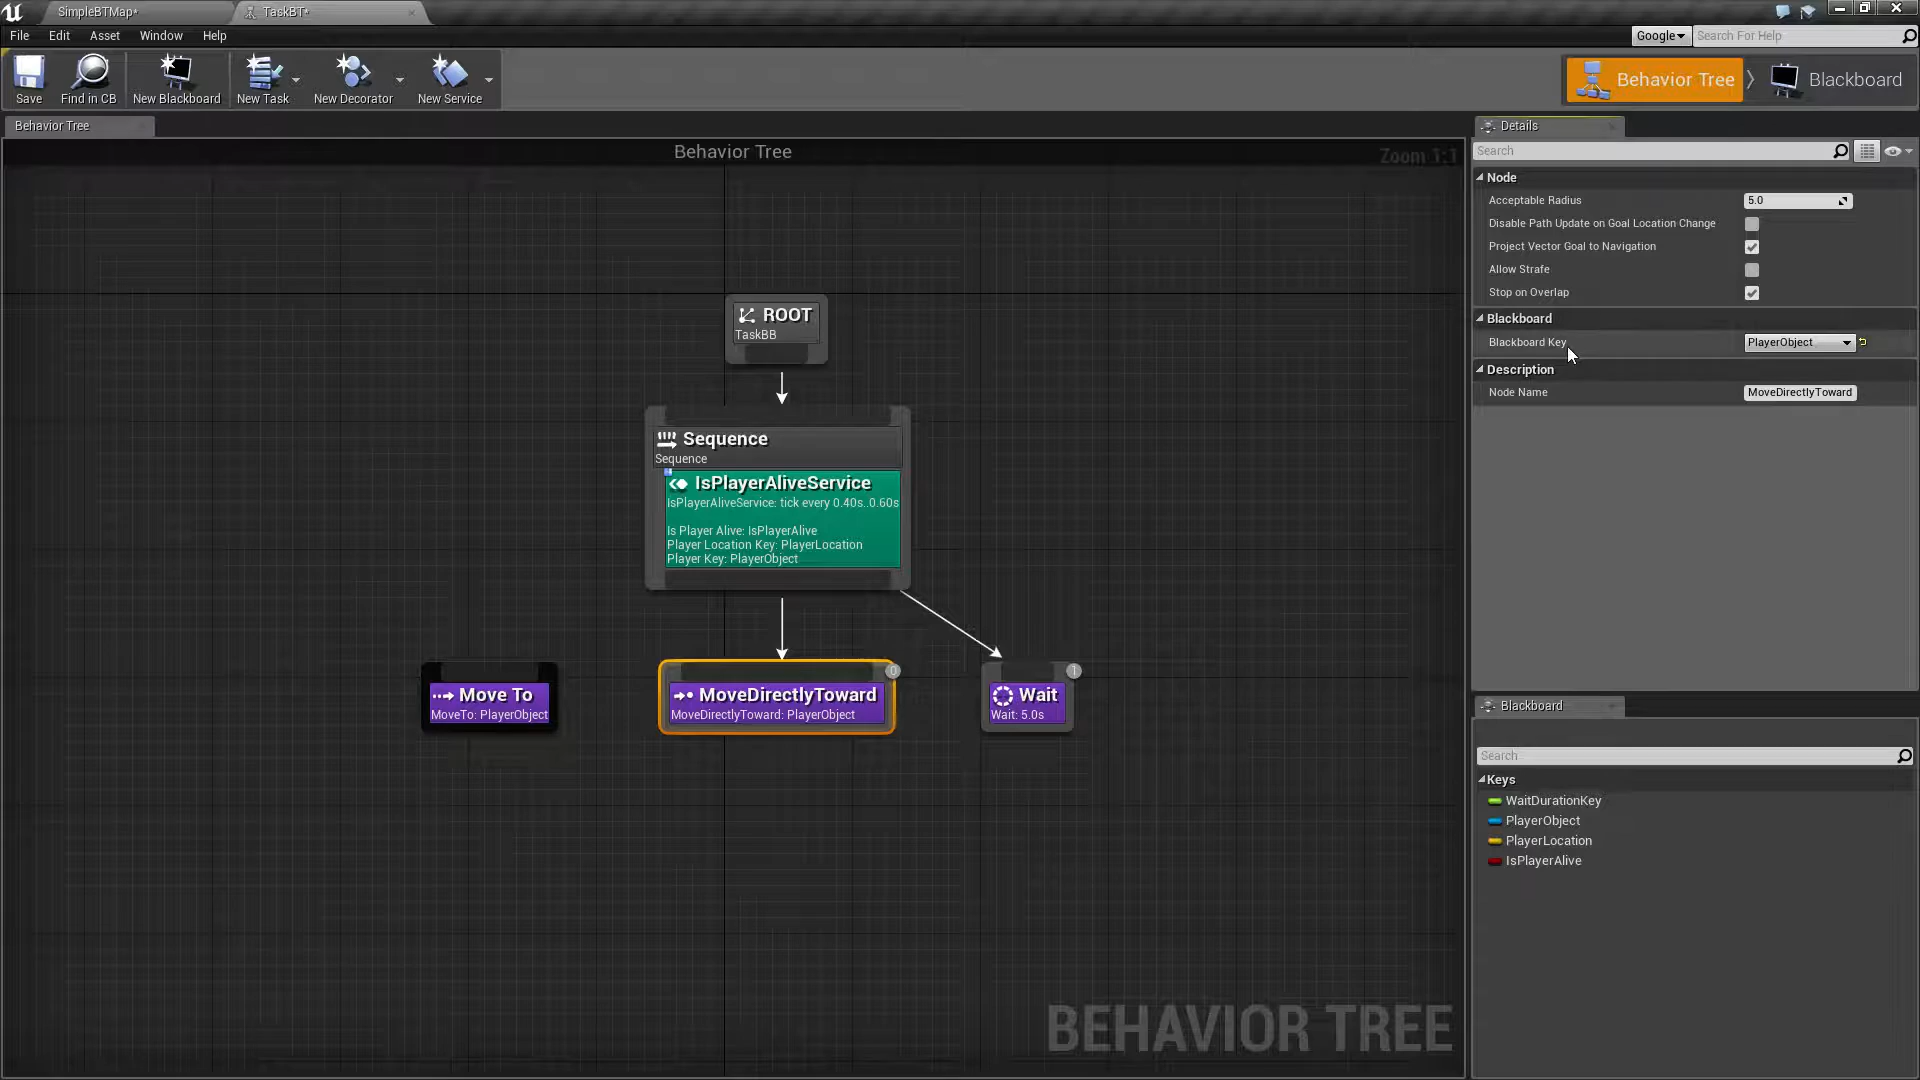 SimpleBTMap*
TaskBT*
File Edit Asset Window Help
Google
Search For Help
Save
Find in CB
New Blackboard
New Task
New Decorator
New Service
Behavior Tree
Blackboard
Behavior Tree
Behavior Tree
Zoom 1:1
ROOT
TaskBB
Sequence
Sequence
IsPlayerAliveService
IsPlayerAliveService: tick every 0.40s..0.60s
Is Player Alive: IsPlayerAlive
Player Location Key: PlayerLocation
Player Key: PlayerObject
Move To
MoveTo: PlayerObject
0
MoveDirectlyToward
MoveDirectlyToward: PlayerObject
1
Wait
Wait: 5.0s
BEHAVIOR TREE
Details
Search
Node
Acceptable Radius 5.0
Disable Path Update on Goal Location Change
Project Vector Goal to Navigation
Allow Strafe
Stop on Overlap
Blackboard
Blackboard Key PlayerObject
Description
Node Name MoveDirectlyToward
Blackboard
Search
Keys
WaitDurationKey
PlayerObject
PlayerLocation
IsPlayerAlive